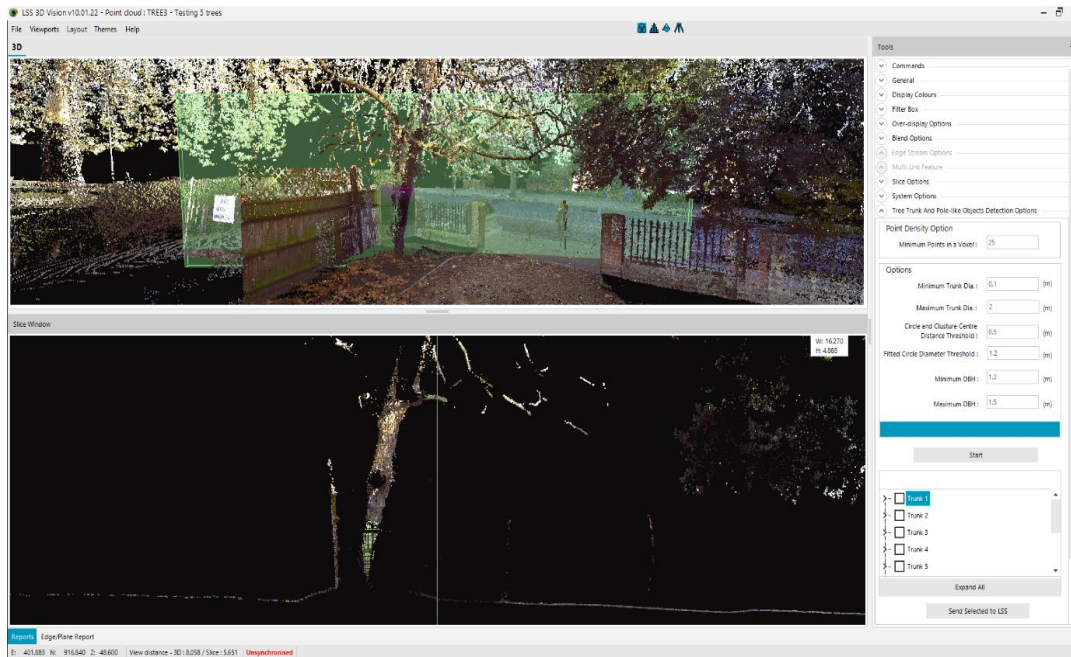 LSS 3D Vision v10.01.22 - Point cloud : TREE3 - Testing 5 trees
File Viewports Layout Themes Help
3D
Tools
Commands
General
Display Colours
Filter Box
Over-display Options
Blend Options
Edge Stream Options
Multi-Link Feature
Slice Options
System Options
Tree Trunk And Pole-like Objects Detection Options
Point Density Option
Minimum Points in a Voxel : 25
Options
Minimum Trunk Dia. : 0.1 (m)
Maximum Trunk Dia. : 2 (m)
Circle and Clusture Centre
Distance Threshold : 0.5 (m)
Fitted Circle Diameter Threshold : 1.2 (m)
Minimum DBH : 1.2 (m)
Maximum DBH : 1.5 (m)
Start
Trunk 1
Trunk 2
Trunk 3
Trunk 4
Trunk 5
Expand All
Send Selected to LSS
Slice Window
W: 16.270
H: 4.888
Reports Edge/Plane Report
E: 401.883 N: 916.840 Z: 48.600 View distance - 3D : 8.058 / Slice : 5.651 Unsynchronised